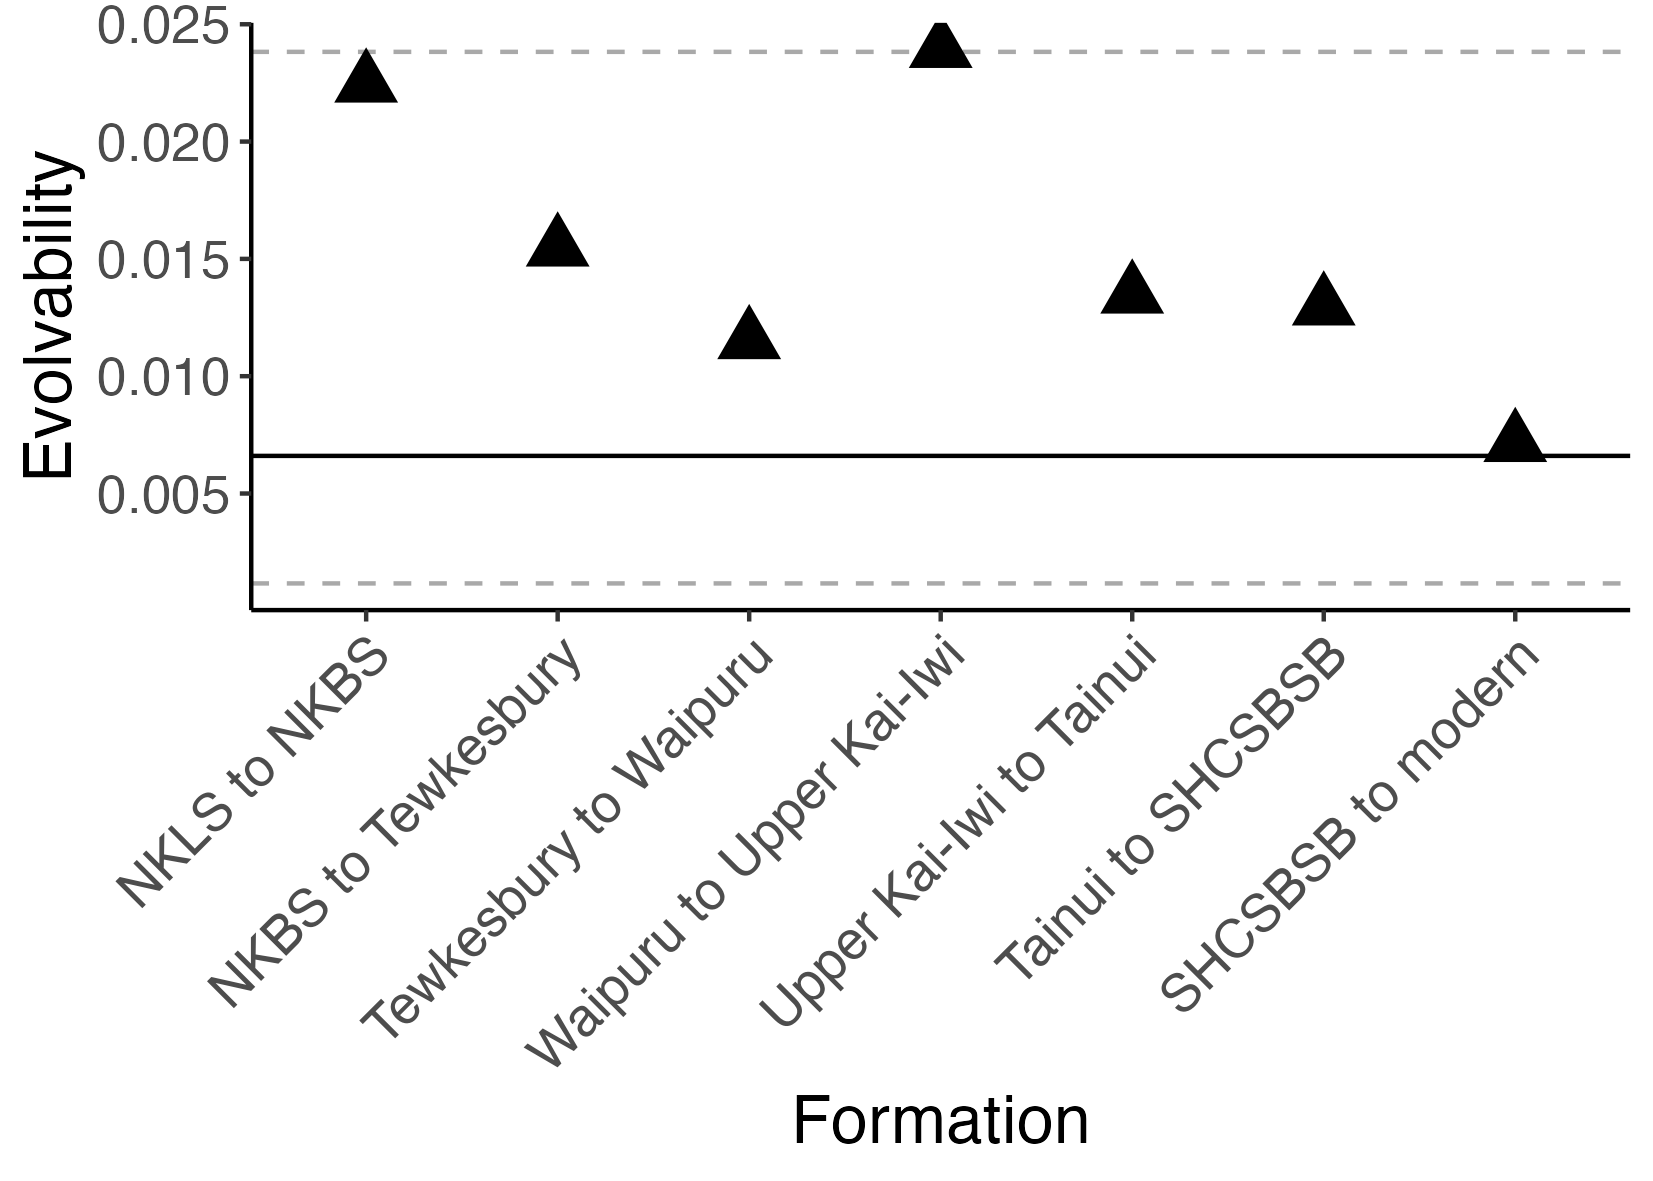 0.025
0.020
0.015
0.010
0.005
Evolvability
NKLS to NKBS
NKBS to Tewkesbury
Tewkesbury to Waipuru
Waipuru to Upper Kai-Iwi
Upper Kai-Iwi to Tainui
Tainui to SHCSBSB
SHCSBSB to modern
Formation